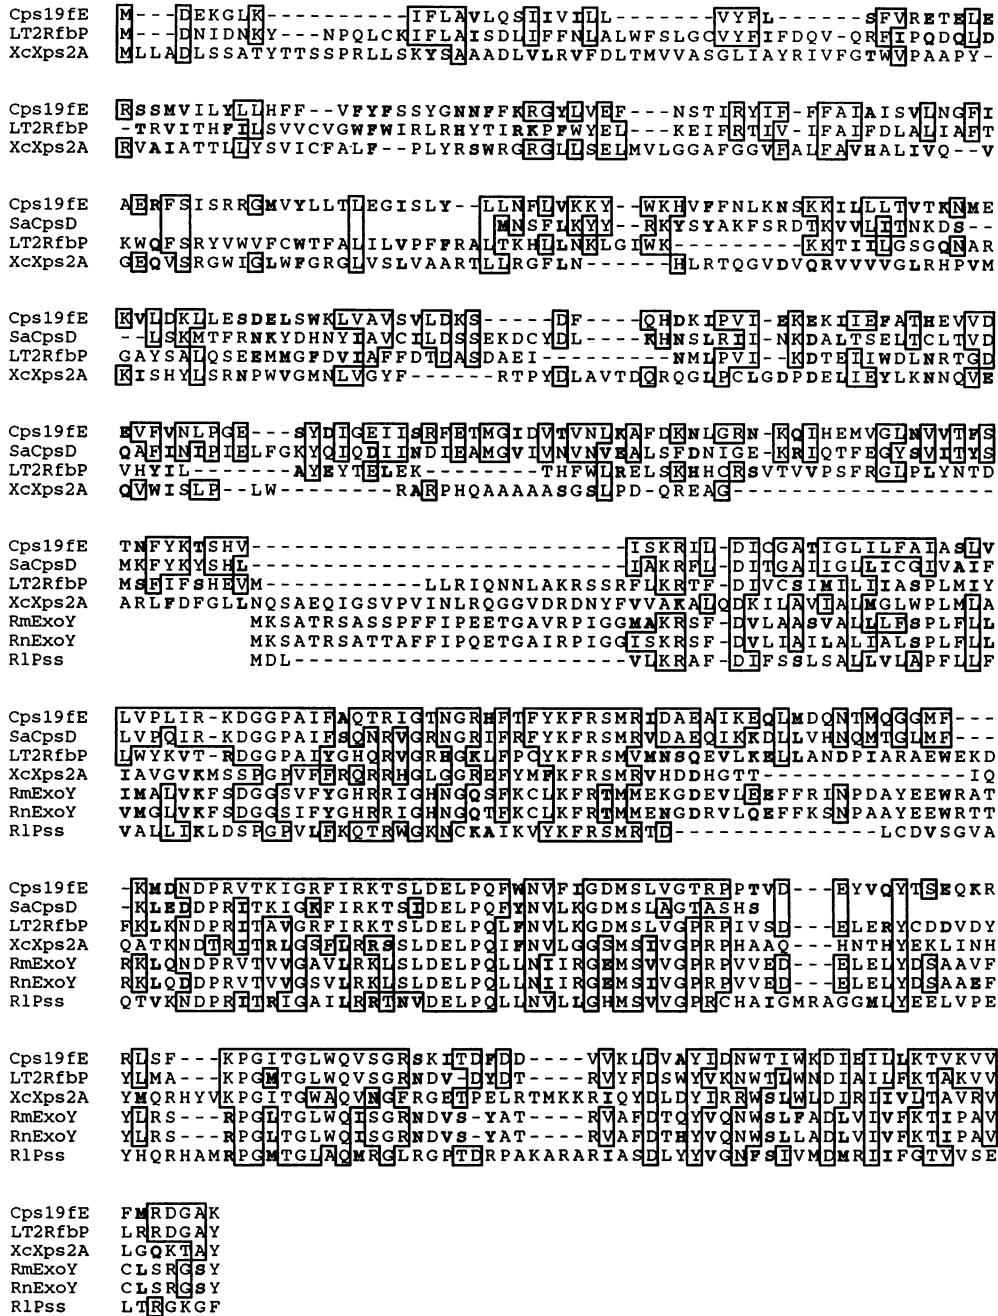 Cps19fE M---DEKGLK----------IFLAVLQSIIVILL-------VYFL------SFVRETELE
LT2RfbP M---DNIDNKY---NPQLCKIFLAISDLIFFNLALWFSLGCVYFIFDQV-QRFIPQDQLD
XcXps2A MLLADLSSATYTTSSPRLLSKYSAAADLVLRVFDLTMVVASGLIAYRIVFGTWVPAAPY-
Cps19fE RSSMVILYLLHFF--VFYFSSYGNNFFKRGYLVEF---NSTIRYIF-FFAIAISVLNGFI
LT2RfbP -TRVITHFILSVVCVGWFWIRLRHYTIRKPFWYEL---KEIFRTIV-IFAIFDLALIAFT
XcXps2A RVAIATTLLYSVICFALF--PLYRSWRGRGLLSELMVLGGAFGGVFALFAVHALIVQ--V
Cps19fE AERFSISRRGMVYLLTLEGISLY--LLNFLVKKY--WKHVFFNLKNSKKILLLTVTKNME
SaCpsD MNSFLKYY--RKYSYAKFSRDTKVVLITNKDS--
LT2RfbP KWQFSRYVWVFCWTFALILVPFFRALTKHLLNKLGIWK---------KKTIILGSGQNAR
XcXps2A GEQVSRGWIGLWFGRGLVSLVAARTLLRGFLN------HLRTQGVDVQRVVVVGLRHPVM
Cps19fE KVLDKLLESDELSWKLVAVSVLDKS-----DF---QHDKIPVI-EKEKIIEFATHEVVD
SaCpsD --LSKMTFRNKYDHNYIAVCILDSSEKDCYDL----KHNSLRII-NKDALTSELTCLTVD
LT2RfbP GAYSALQSEEMMGFDVIAFFDTDASDAEI-------NMLPVI--KDTEIIWDLNRTGD
XcXps2A KISHYLSRNPWVGMNLVGYF------RTPYDLAVTDQRQGLPCLGDPDELIEYLKNNQVE
Cps19fE EVFVNLPGE---SYDIGEIISRFETMGIDVTVNLKAFDKNLGRN-KQIHEMVGLNVVTFS
SaCpsD QAFINIPIELFGKYQIQDIINDIEAMGVIVNVNVEALSFDNIGE-KRIQTFEGYSVITYS
LT2RfbP VHYIL-------AYEYTELEK---------THFWLRELSKHHCRSVTVVPSFRGLPLYNTD
XcXps2A QVWISLP--LW--------RARPHQAAAAASGSLPD-QREAG------------------
Cps19fE TNFYKTSHV--------------------------ISKRIL-DICGATIGLILFAIASLV
SaCpsD MKFYKYSHL--------------------------IAKRFL-DITGAIIGLLICGIVAIF
LT2RfbP MSFIFSHEVM------------LLRIQNNLAKRSSRFLKRTF-DIVCSIMILIIASPLMIY
XcXps2A ARLFDFGLLNQSAEQIGSVPVINLRQGGVDRDNYFVVAKALQDKILAVIALMGLWPLMLA
RmExoY MKSATRSASSPFFIPEETGAVRPIGGMAKRSF-DVLAASVALLLFSPLFLL
RnExoY MKSATRSATTAFFIPQETGAIRPIGGISKRSF-DVLIAILALIALSPLFLL
RlPss MDL-----------------------VLKRAF-DIFSSLSALLVLAPFLLF
Cps19fE LVPLIR-KDGGPAIFAQTRIGTNGRHFTFYKFRSMRIDAEAIKEQLMDQNTMQGGMF---
SaCpsD LVPQIR-KDGGPAIFSQNRVGRNGRIFRFYKFRSMRVDAEQIKKDLLVHNQMTGLMF---
LT2RfbP LWYKVT-RDGGPAIYGHQRVGRHGKLFPCYKFRSMVMNSQEVLKELLANDPIARAEWEKD
XcXps2A IAVGVKMSSPGPVFFRQRRHGLGGREFYMFKFRSMRVHDDHGTT--------------IQ
RmExoY IMALVKFSDGGSVFYGHRRIGHNGQSFKCLKFRTMMEKGDEVLEEFFRINPDAYEEWRAT
RnExoY VMGLVKFSDGGSIFYGHRRIGHNGQTFKCLKFRTMMENGDRVLQEFFKSNPAAYEEWRTT
RlPss VALLIKLDSPGPVLFKQTRWGKNCKAIKVYKFRSMRTD--------------LCDVSGVA
Cps19fE -KMDNDPRVTKIGRFIRKTSLDELPQFWNVFIGDMSLVGTRPPTVD---EYVQYTSEQKR
SaCpsD -KLEDDPRITKIGKFIRKTSIDELPQFYNVLKGDMSLAGTASHS
LT2RfbP FKLKNDPRITAVGRFIRKTSLDELPQLFNVLKGDMSLVGPRPIVSD---ELERYCDDVDY
XcXps2A QATKNDTRITRLGSFLRRSSLDELPQIFNVLGGSMSIVGPRPHAAQ---HNTHYEKLINH
RmExoY RKLQNDPRVTVVGAVLRKLSLDELPQLLNIIRGEMSVVGPRPVVED---ELELYDSAAVF
RnExoY RKLQDDPRVTVVGSVLRKLSLDELPQLLNIIRGEMSIVGPRPVVED---ELELYDSAAEF
RlPss QTVKNDPRITRIGAILRRTNVDELPQLLNVLLGHMSVVGPRCHAIGMRAGGMLYEELVPE
Cps19fE RLSF---KPGITGLWQVSGRSKITDFDD----VVKLDVAYIDNWTIWKDIEILLKTVKVV
LT2RfbP YLMA---KPGMTGLWQVSGRNDV-DYDT----RVYFDSWYVKNWTLWNDIAILFKTAKVV
XcXps2A YMQRHYVKPGITGWAQVNGFRGETPELRTMKKRIQYDLDYIRRWSLWLDIRIIVLTAVRV
RmExoY YLRS---RPGLTGLWQISGRNDVS-YAT----RVAFDTQYVQNWSLFADLVIVFKTIPAV
RnExoY YLRS---RPGLTGLWQISGRNDVS-YAT----RVAFDTHYVQNWSLLADLVIVFKTIPAV
RlPss YHQRHAMRPGMTGLAQMRGLRGPTDRPAKARARIASDLYYVGNFSIVMDMRIIFGTVVSE
Cps19fE FMRDGAK
LT2RfbP LRRDGAY
XcXps2A LGQKTAY
RmExoY CLSRGSY
RnExoY CLSRGSY
RlPss LTRGKGF